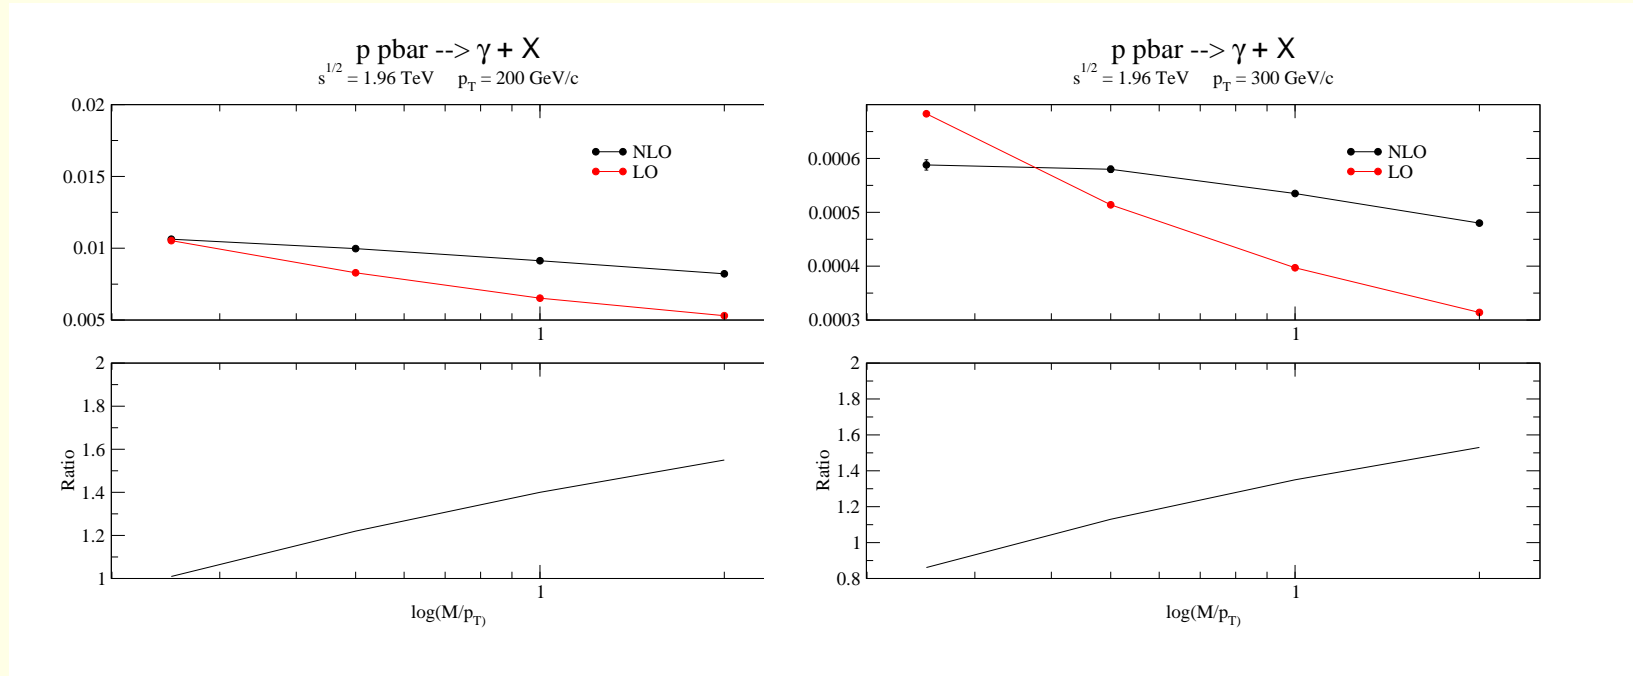 p pbar --> γ + X
s^1/2 = 1.96 TeV p_T = 200 GeV/c
0.02
0.015
0.01
0.005
NLO
LO
1
2
1.8
1.6
1.4
1.2
1
Ratio
1
log(M/p_T)
p pbar --> γ + X
s^1/2 = 1.96 TeV p_T = 300 GeV/c
0.0006
0.0005
0.0004
0.0003
NLO
LO
1
2
1.8
1.6
1.4
1.2
1
0.8
Ratio
1
log(M/p_T)